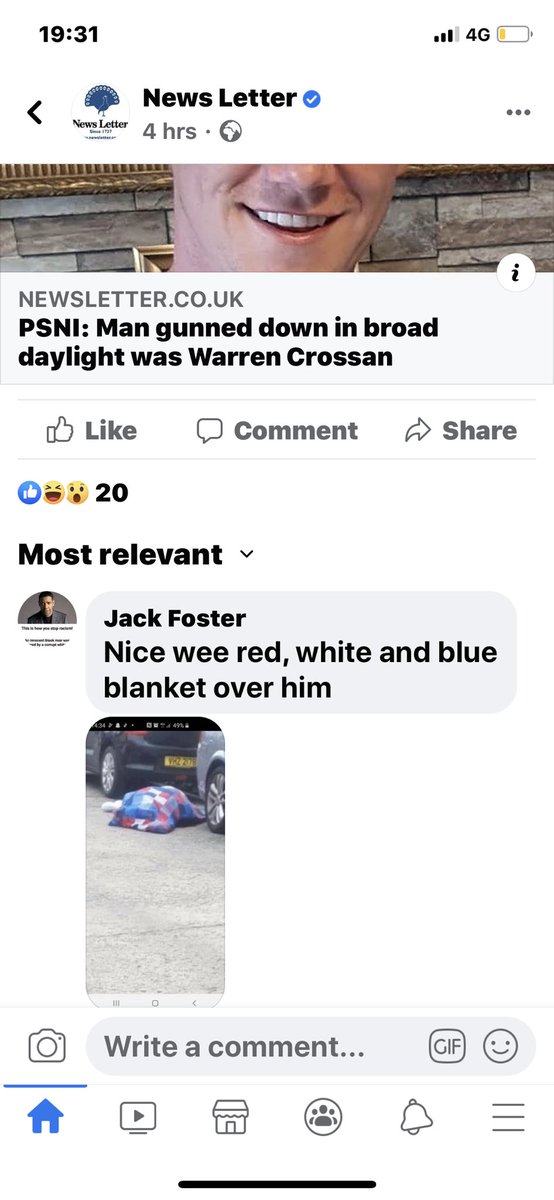 19:31
4G
News Letter
News Letter
Since 1737
4 hrs ·
NEWSLETTER.CO.UK
PSNI: Man gunned down in broad
daylight was Warren Crossan
Like
Comment
Share
20
Most relevant
This is how you stop racism!
Jack Foster
Nice wee red, white and blue
blanket over him
4:34
49%
Write a comment...
GIF